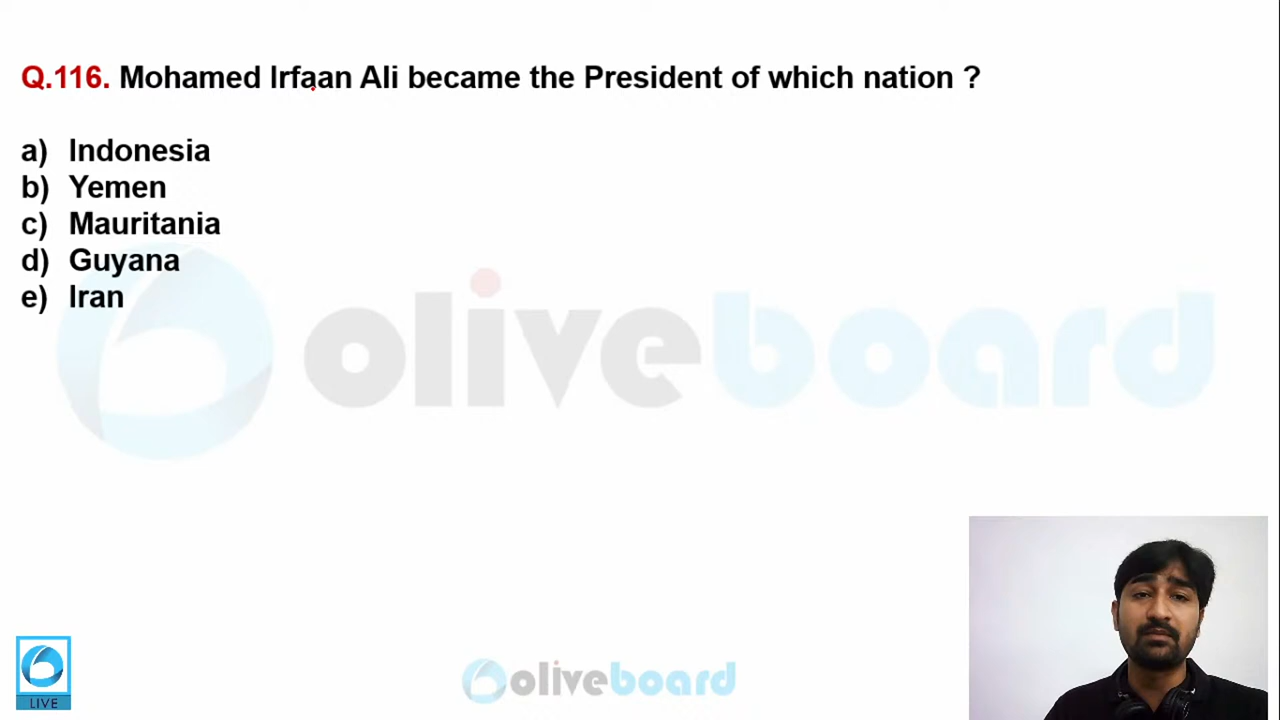 Q.116. Mohamed Irfaan Ali became the President of which nation ?
a) Indonesia
b) Yemen
c) Mauritania
d) Guyana
e) Iran
oliveboard
LIVE
oliveboard